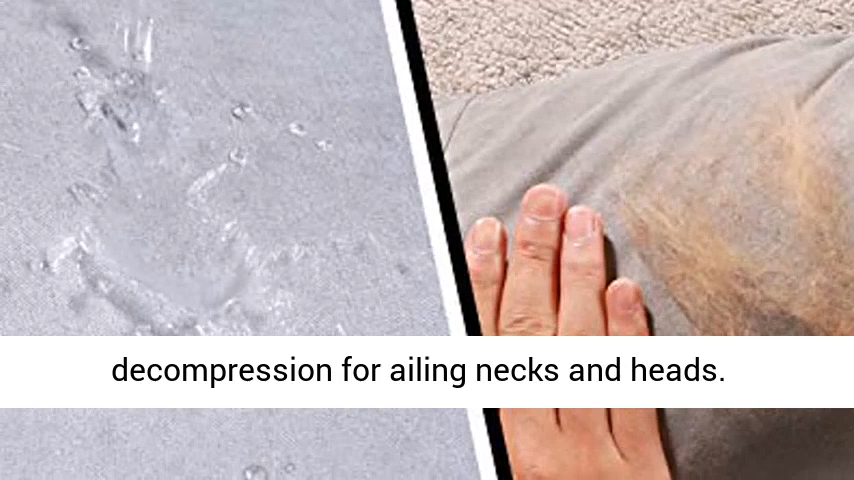 decompression for ailing necks and heads.